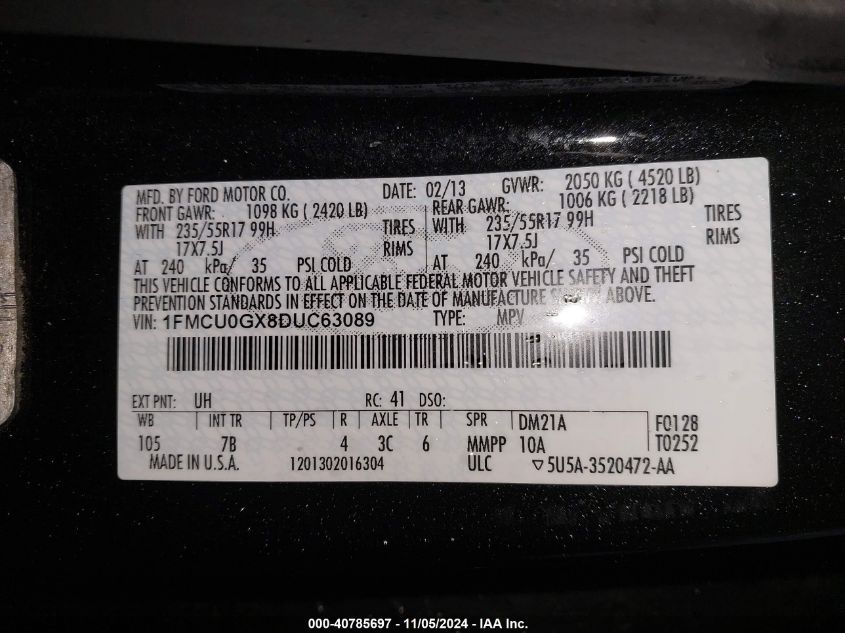 MFD. BY FORD MOTOR CO. DATE: 02/13 GVWR: 2050 KG ( 4520 LB)
FRONT GAWR: 1098 KG ( 2420 LB) REAR GAWR: 1006 KG ( 2218 LB)
WITH 235/55R17 99H TIRES WITH 235/55R17 99H TIRES
17X7.5J RIMS 17X7.5J RIMS
AT 240 kPa/ 35 PSI COLD AT 240 kPa/ 35 PSI COLD
THIS VEHICLE CONFORMS TO ALL APPLICABLE FEDERAL MOTOR VEHICLE SAFETY AND THEFT
PREVENTION STANDARDS IN EFFECT ON THE DATE OF MANUFACTURE SHOWN ABOVE.
VIN: 1FMCU0GX8DUC63089 TYPE: MPV
EXT PNT: UH RC: 41 DSO:
WB INT TR TP/PS R AXLE TR SPR DM21A F0128
105 7B 4 3C 6 MMPP 10A T0252
MADE IN U.S.A. 1201302016304 ULC ▽5U5A-3520472-AA
000-40785697 - 11/05/2024 - IAA Inc.